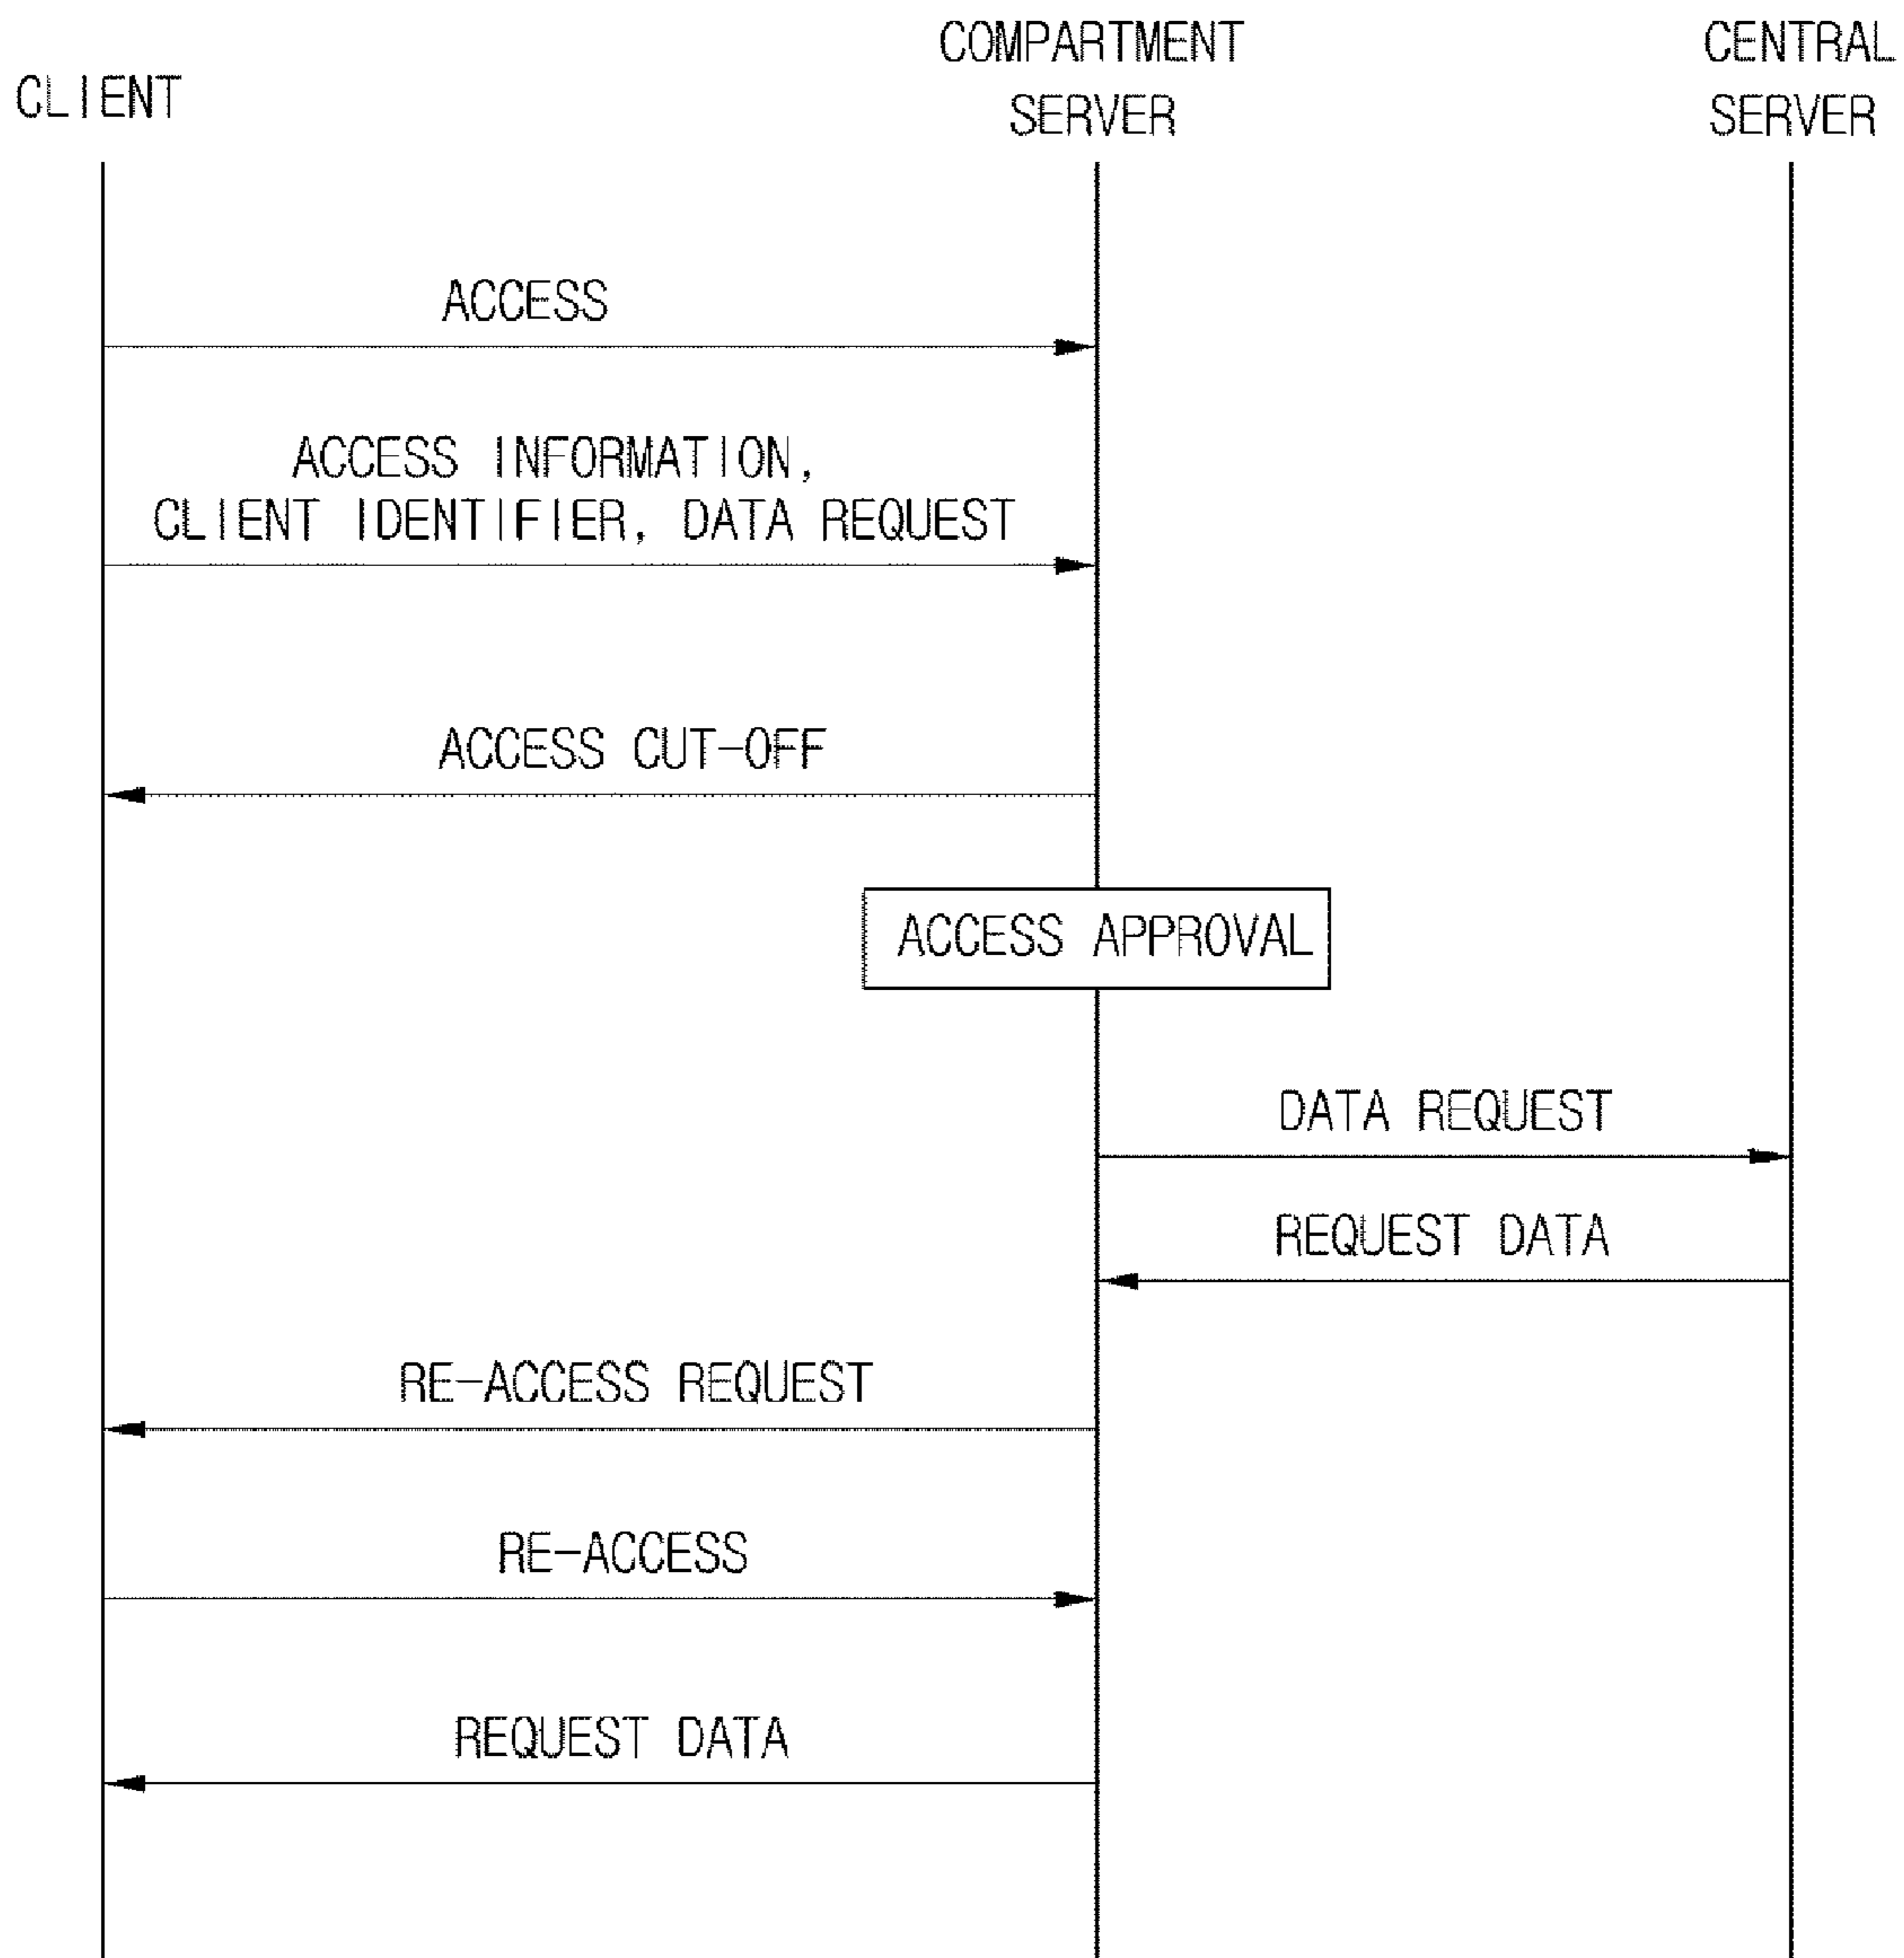 CLIENT
COMPARTMENT
SERVER
CENTRAL
SERVER
ACCESS
ACCESS INFORMATION,
CLIENT IDENTIFIER, DATA REQUEST
ACCESS CUT-OFF
ACCESS APPROVAL
DATA REQUEST
REQUEST DATA
RE-ACCESS REQUEST
RE-ACCESS
REQUEST DATA